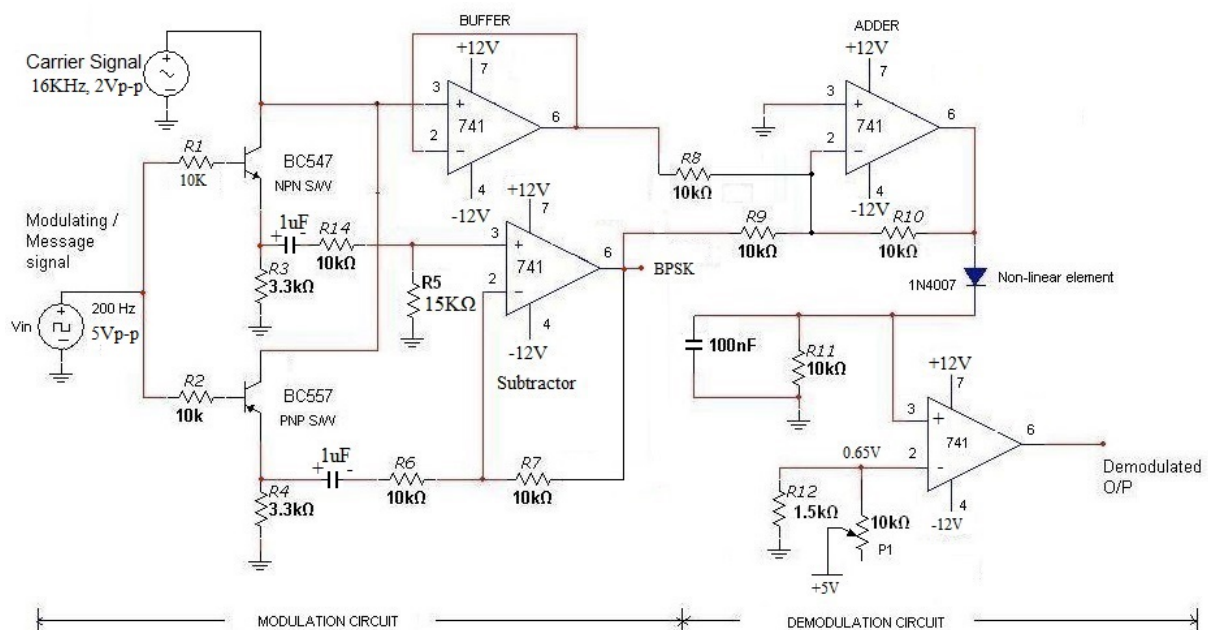 BUFFER
ADDER
Carrier Signal
16KHz, 2Vp-p
+12V
7
3
+
741
6
2
−
4
-12V
+12V
7
3
+
741
6
2
−
4
-12V
R1
10K
BC547
NPN S/W
R8
10kΩ
Modulating /
Message
signal
1uF
+
-
R14
10kΩ
+12V
7
3
+
741
6
2
−
4
-12V
Subtractor
BPSK
R9
10kΩ
R10
10kΩ
R3
3.3kΩ
R5
15KΩ
1N4007
Non-linear element
Vin
200 Hz
5Vp-p
R2
10k
BC557
PNP S/W
100nF
R11
10kΩ
+12V
7
3
+
741
6
2
−
4
-12V
0.65V
Demodulated
O/P
1uF
+
-
R6
10kΩ
R7
10kΩ
R4
3.3kΩ
R12
1.5kΩ
10kΩ
P1
+5V
MODULATION CIRCUIT
DEMODULATION CIRCUIT